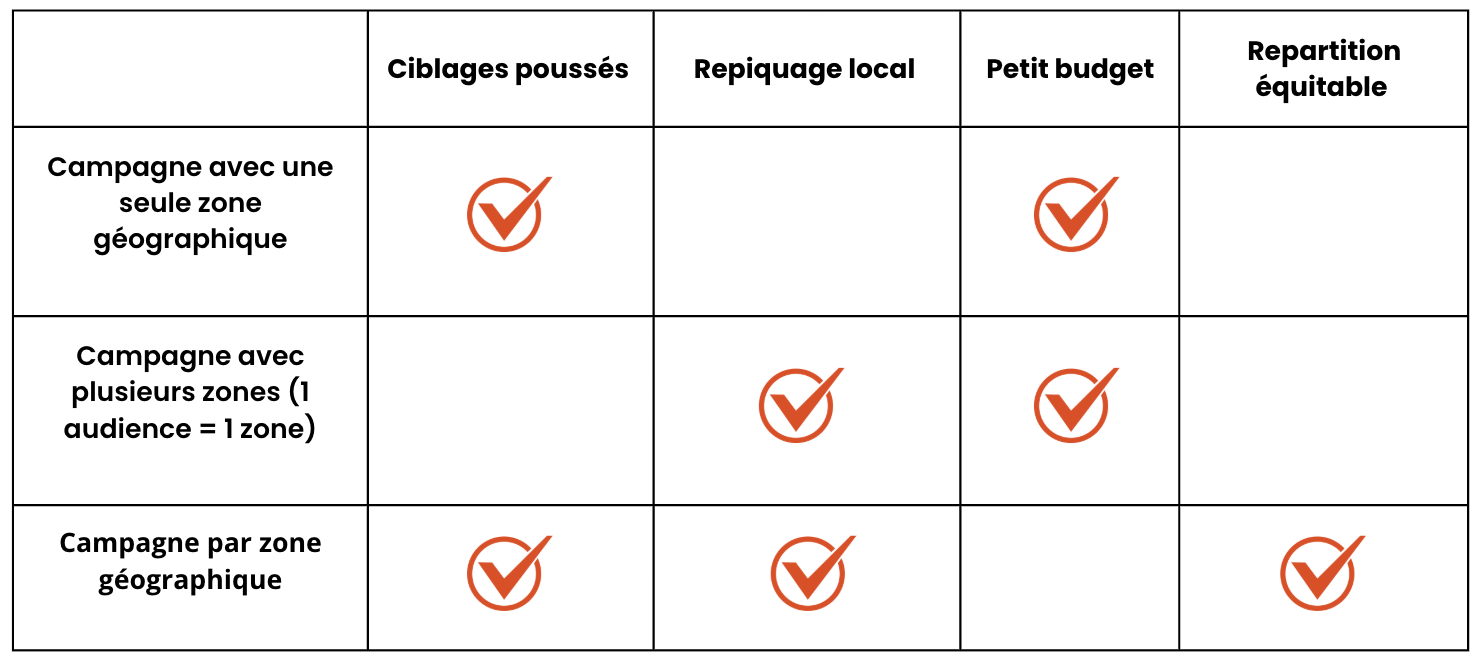 Ciblages poussés
Repiquage local
Petit budget
Repartition
équitable
Campagne avec une
seule zone
géographique
Campagne avec
plusieurs zones (1
audience = 1 zone)
Campagne par zone
géographique